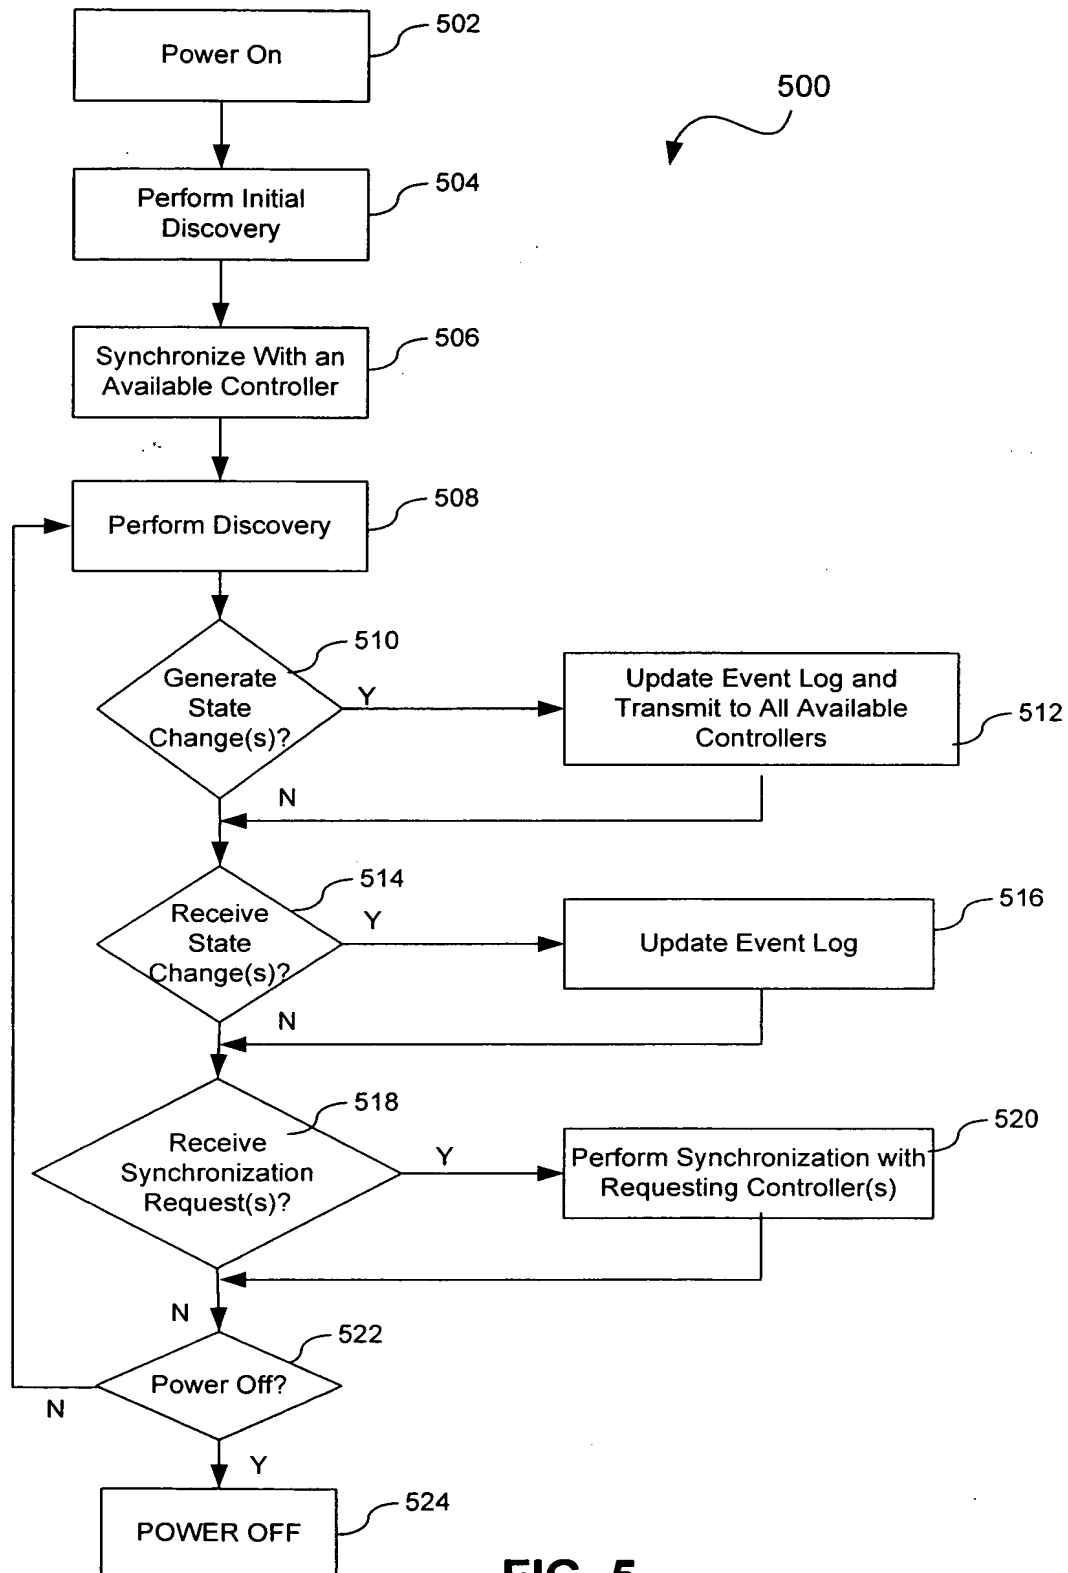 502
Power On
500
504
Perform Initial
Discovery
506
Synchronize With an
Available Controller
508
Perform Discovery
510
Generate
State
Change(s)?
Y
Update Event Log and
Transmit to All Available
Controllers
512
N
514
Receive
State
Change(s)?
Y
516
Update Event Log
N
518
Receive
Synchronization
Request(s)?
Y
520
Perform Synchronization with
Requesting Controller(s)
N
522
Power Off?
N
Y
524
POWER OFF
FIG. 5